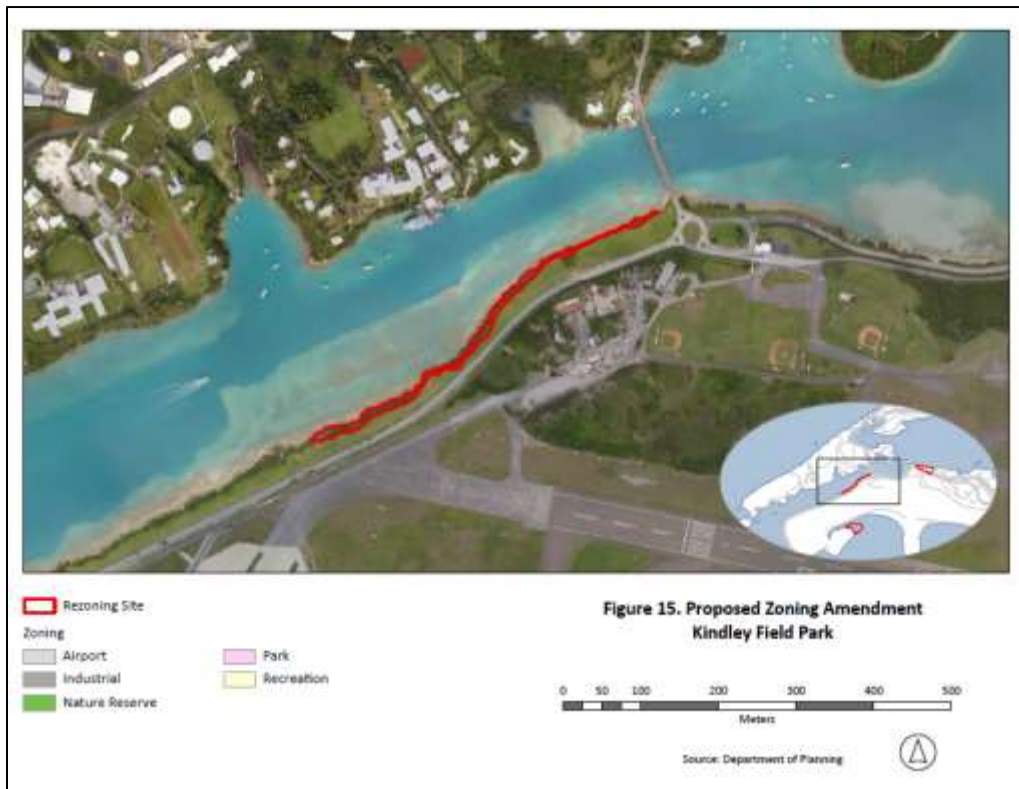 Rezoning Site
Zoning
Airport
Industrial
Nature Reserve
Park
Recreation
Figure 15. Proposed Zoning Amendment
Kindley Field Park
0 50 100 200 300 400 500
Meters
Source: Department of Planning